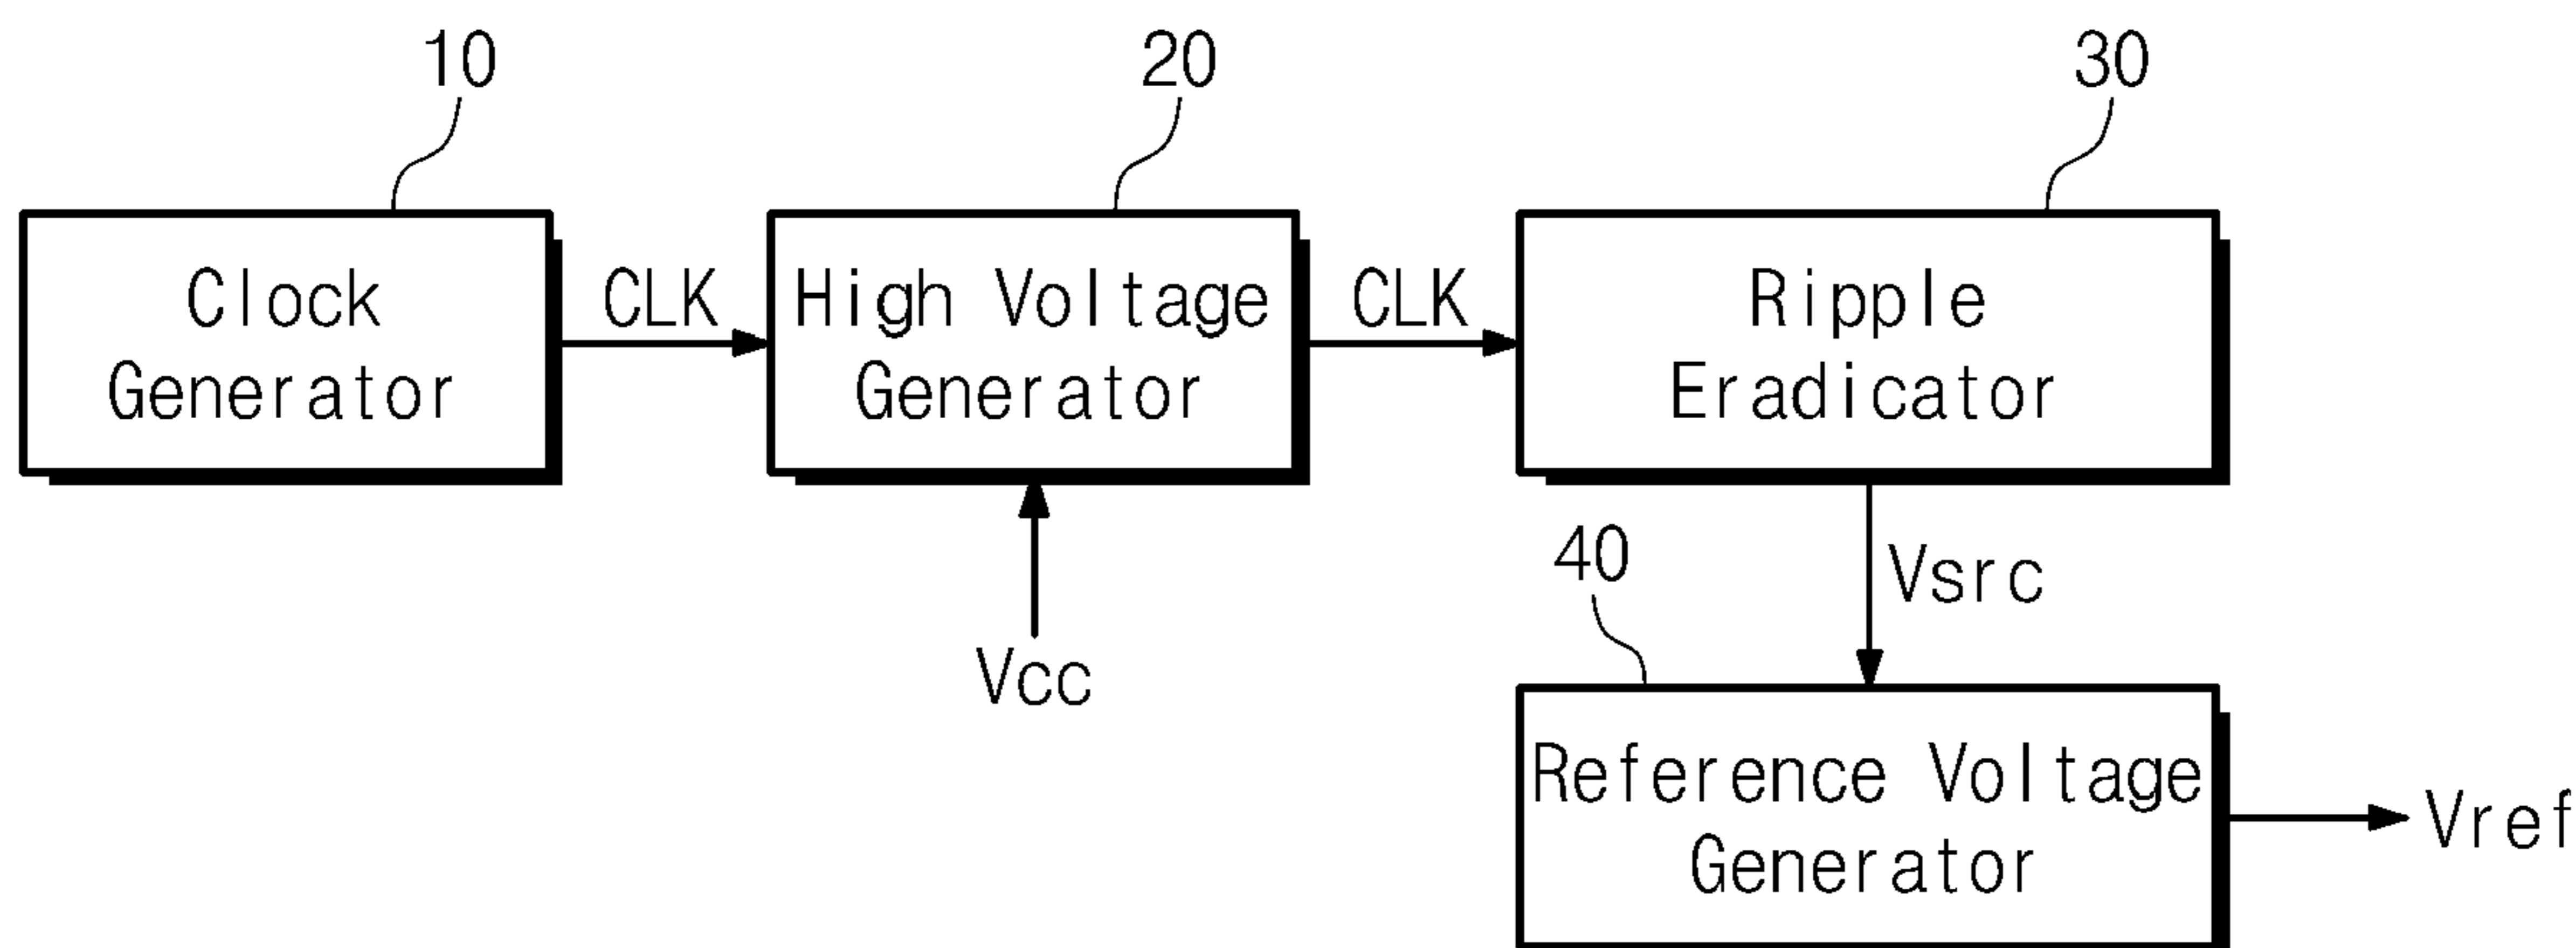 10
20
30
Clock
Generator
CLK
High Voltage
Generator
CLK
Ripple
Eradicator
Vcc
40
Vsrc
Reference Voltage
Generator
Vref